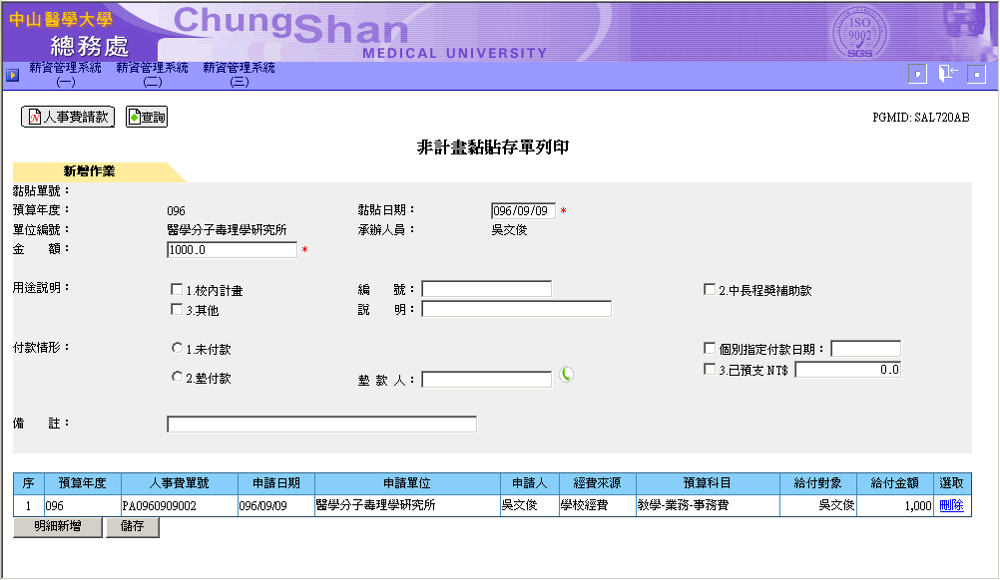 中山醫學大學
總務處
ChungShan
MEDICAL UNIVERSITY
ISO
9002
SGS
薪資管理系統
(一)
薪資管理系統
(二)
薪資管理系統
(三)
人事費請款 查詢 PGMID: SAL720AB
非計畫黏貼存單列印
新增作業
黏貼單號：
預算年度： 096 黏貼日期： 096/09/09 *
單位編號： 醫學分子毒理學研究所 承辦人員： 吳文俊
金 額： 1000.0 *
用途說明： 1.校內計畫 編 號： 2.中長程獎補助款
3.其他 說 明：
付款情形： 1.未付款 個別指定付款日期：
2.墊付款 墊 款 人： 3.已預支 NT$ 0.0
備 註：
序 預算年度 人事費單號 申請日期 申請單位 申請人 經費來源 預算科目 給付對象 給付金額 選取
1 096 PA0960909002 096/09/09 醫學分子毒理學研究所 吳文俊 學校經費 教學-業務-事務費 吳文俊 1,000 刪除
明細新增 儲存